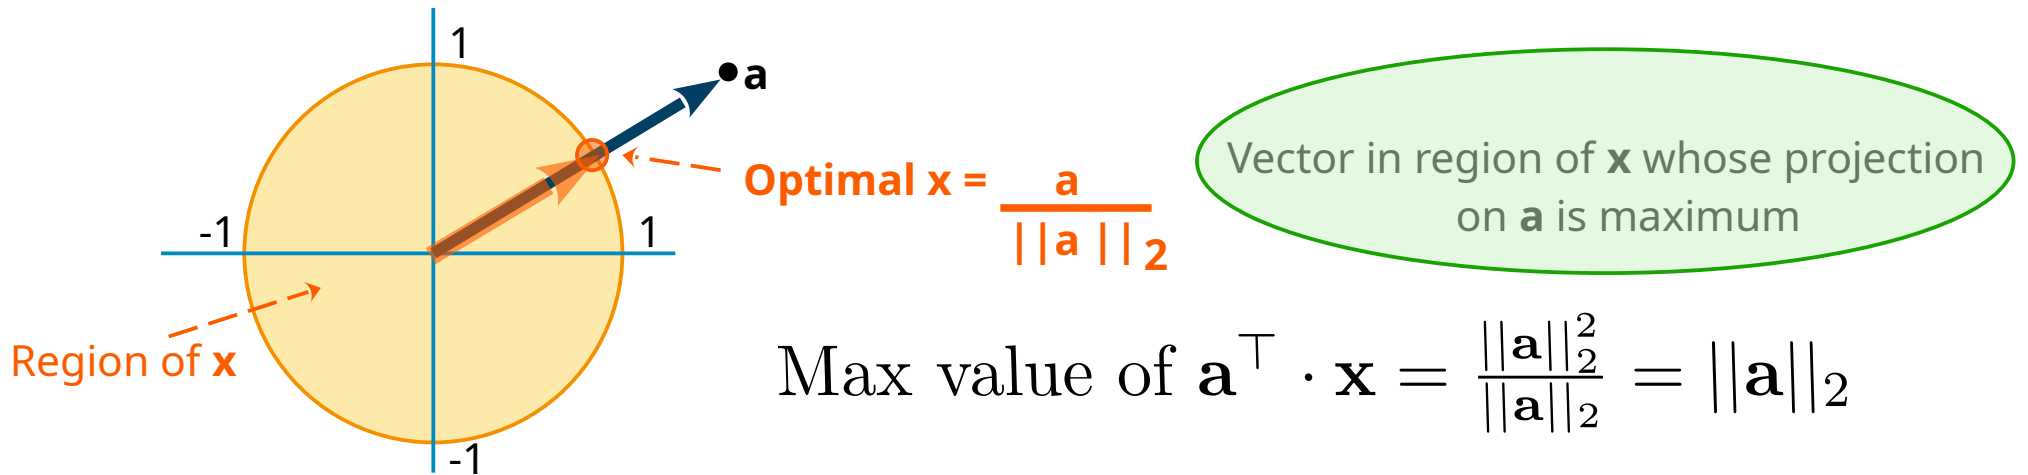 1
a
-1
1
Region of x
-1
Optimal x = a / ||a ||₂
Vector in region of x whose projection
on a is maximum
Max value of a⊤ · x = ||a||₂² / ||a||₂ = ||a||₂